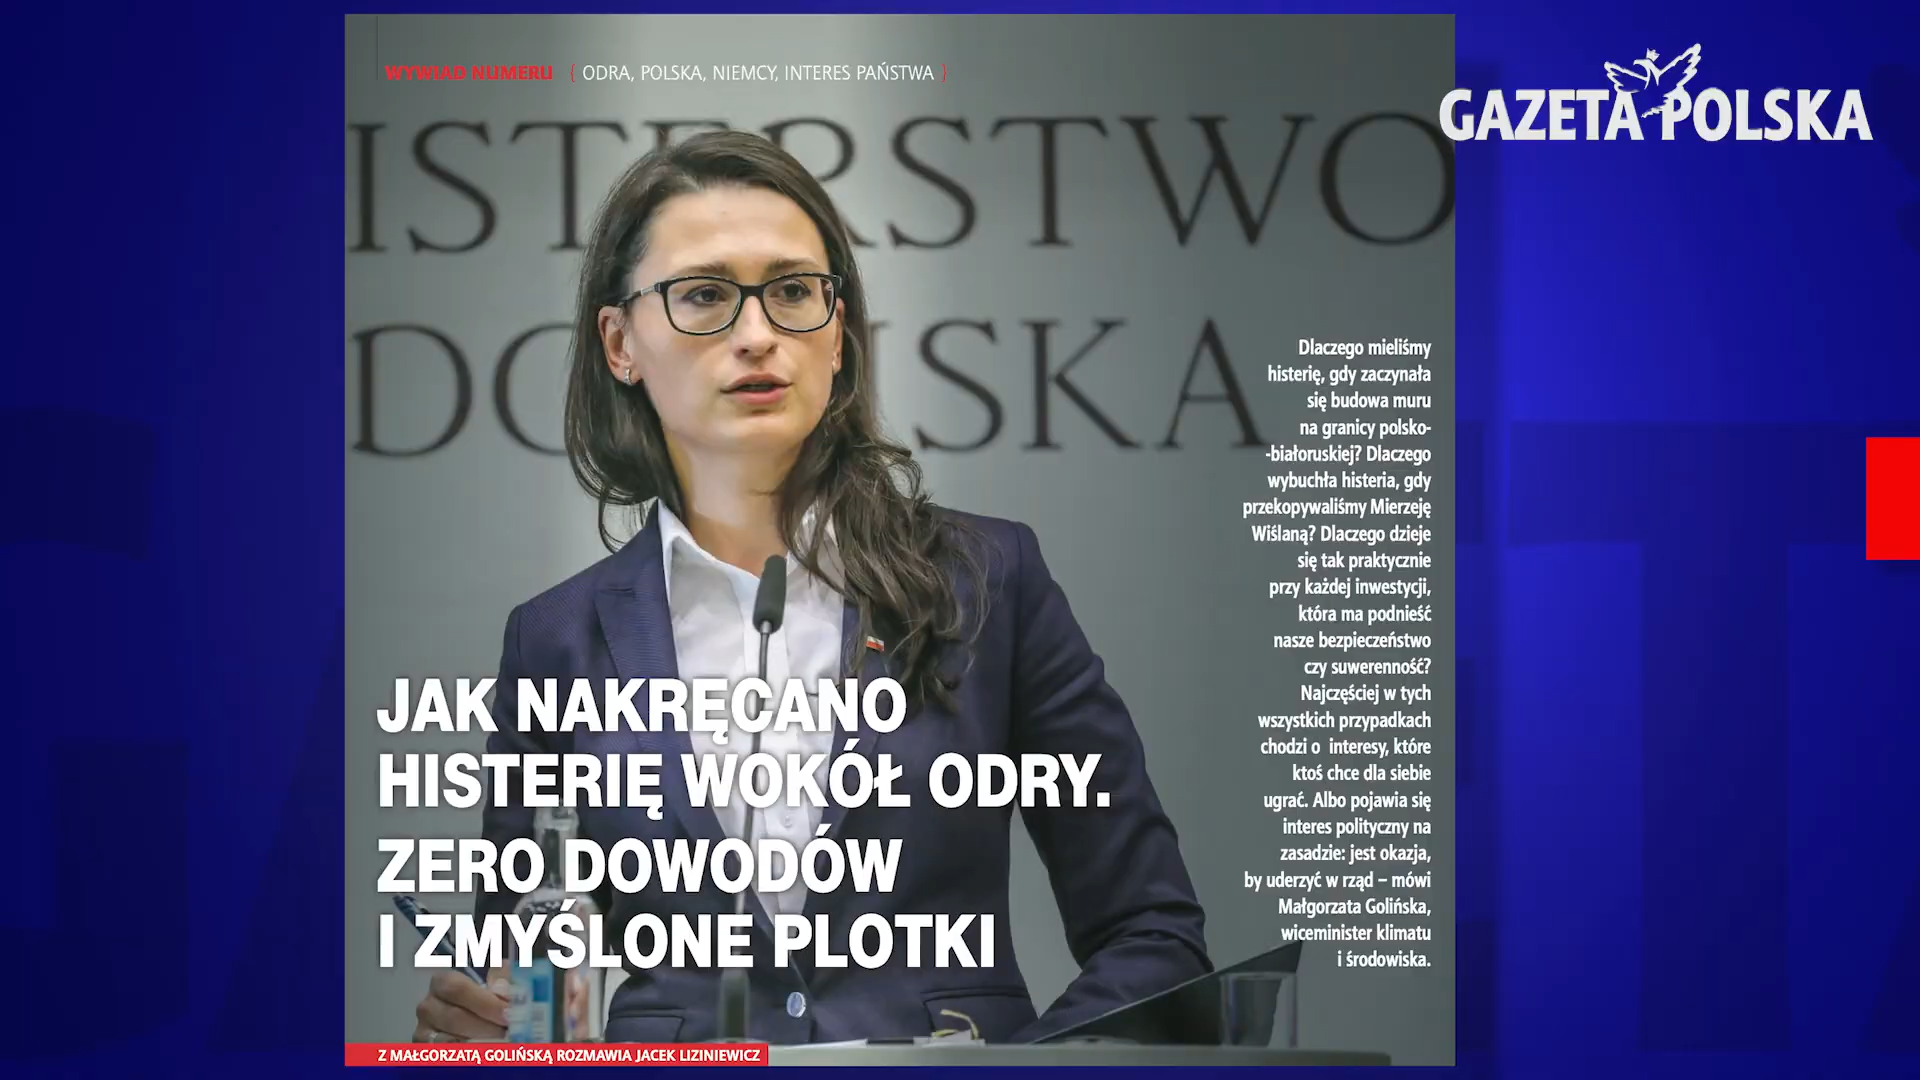 WYWIAD NUMERU { ODRA, POLSKA, NIEMCY, INTERES PAŃSTWA }
GAZETA POLSKA
ISTERSTWO
DO ISKA
Dlaczego mieliśmy
histerię, gdy zaczynała
się budowa muru
na granicy polsko-
-białoruskiej? Dlaczego
wybuchła histeria, gdy
przekopywaliśmy Mierzeję
Wiślaną? Dlaczego dzieje
się tak praktycznie
przy każdej inwestycji,
która ma podnieść
nasze bezpieczeństwo
czy suwerenność?
Najczęściej w tych
wszystkich przypadkach
chodzi o interesy, które
ktoś chce dla siebie
ugrać. Albo pojawia się
interes polityczny na
zasadzie: jest okazja,
by uderzyć w rząd – mówi
Małgorzata Golińska,
wiceminister klimatu
i środowiska.
JAK NAKRĘCANO
HISTERIĘ WOKÓŁ ODRY.
ZERO DOWODÓW
I ZMYŚLONE PLOTKI
Z MAŁGORZATĄ GOLIŃSKĄ ROZMAWIA JACEK LIZINIEWICZ